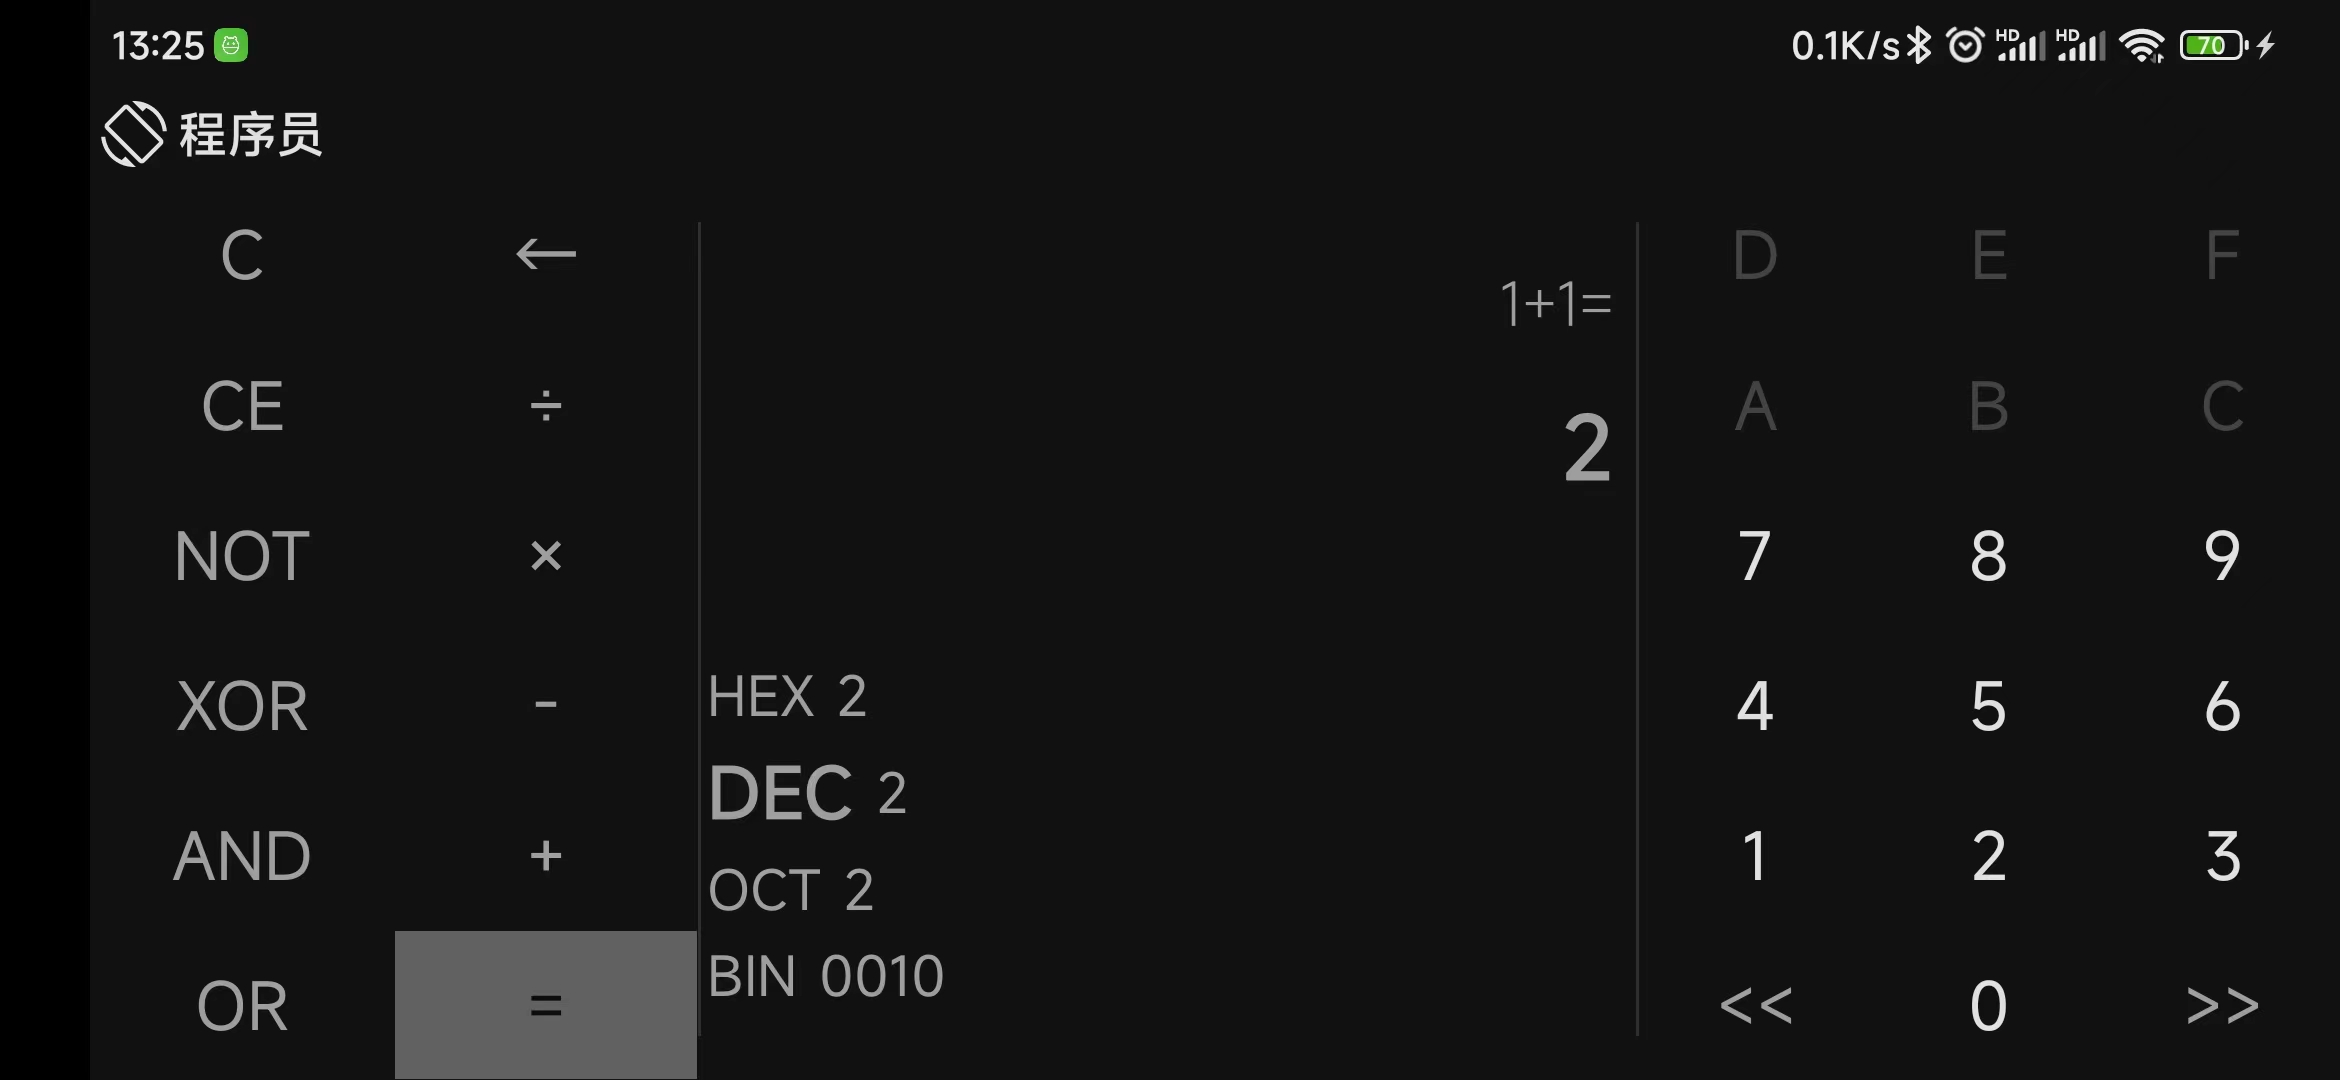 13:25 0.1K/s HD HD 70
程序员
C ← D E F
1+1=
CE ÷ A B C
2
NOT × 7 8 9
HEX 2
XOR - 4 5 6
DEC 2
AND + 1 2 3
OCT 2
BIN 0010
OR = << 0 >>